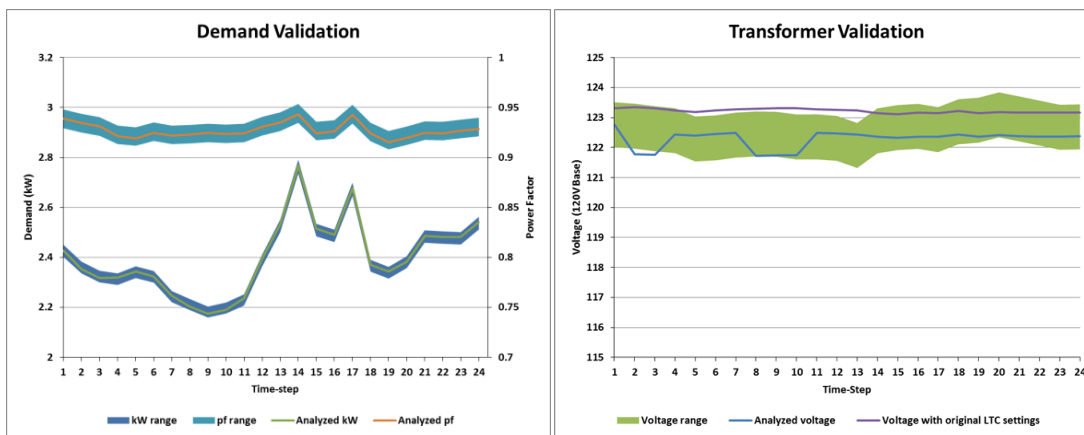 Demand Validation
3.2
3
2.8
2.6
2.4
2.2
2
Demand (kW)
1
0.95
0.9
0.85
0.8
0.75
0.7
Power Factor
1 2 3 4 5 6 7 8 9 10 11 12 13 14 15 16 17 18 19 20 21 22 23 24
Time-step
kW range pf range Analyzed kW Analyzed pf
Transformer Validation
125
124
123
122
121
120
119
118
117
116
115
Voltage (120V Base)
1 2 3 4 5 6 7 8 9 10 11 12 13 14 15 16 17 18 19 20 21 22 23 24
Time-Step
Voltage range Analyzed voltage Voltage with original LTC settings